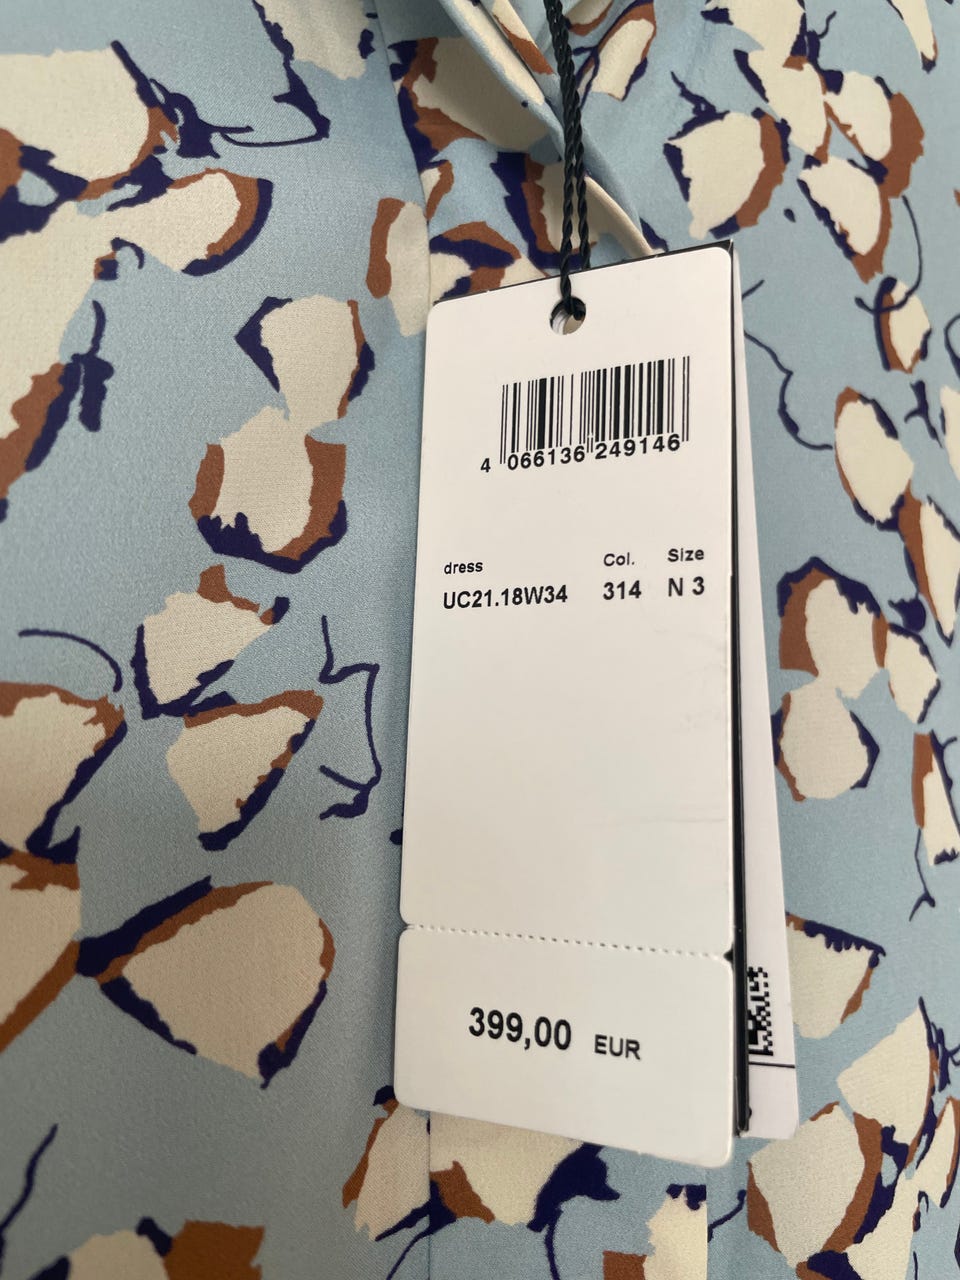 4 066136 249146
dress Col. Size
UC21.18W34 314 N 3
399,00 EUR